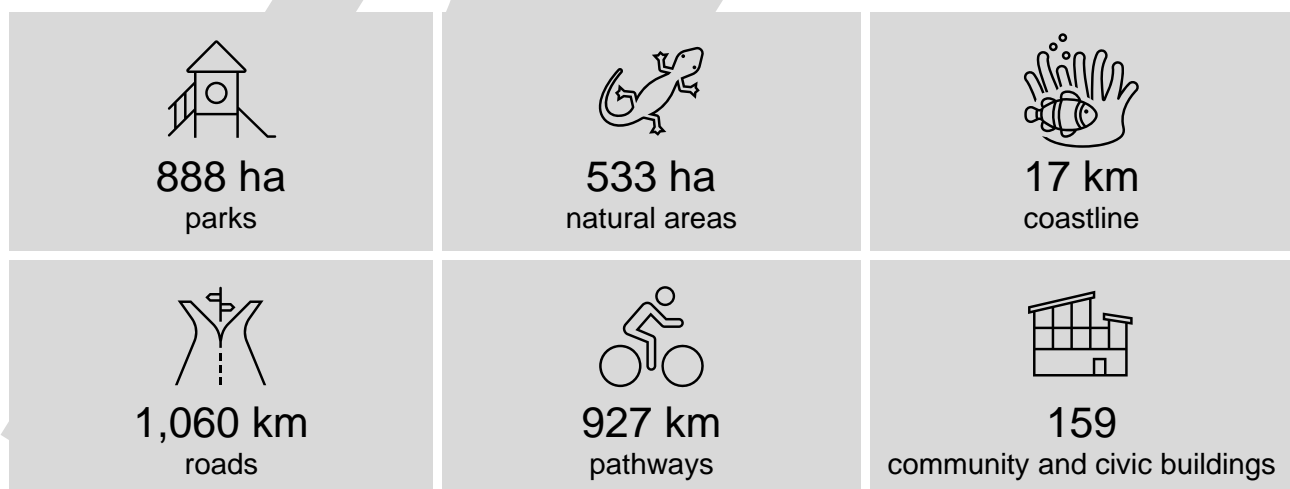 888 ha
parks
533 ha
natural areas
17 km
coastline
1,060 km
roads
927 km
pathways
159
community and civic buildings